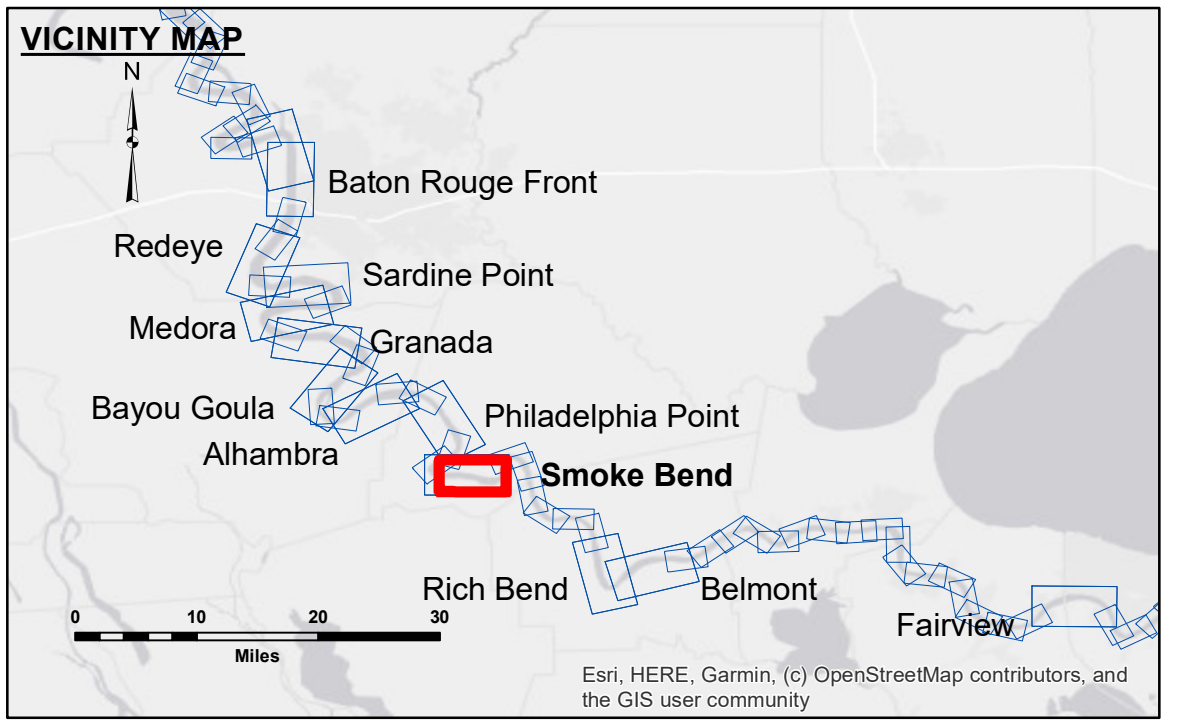 VICINITY MAP
N
Baton Rouge Front
Redeye
Sardine Point
Medora
Granada
Bayou Goula
Philadelphia Point
Alhambra
Smoke Bend
Rich Bend
Belmont
0 10 20 30
Miles
Fairview
Esri, HERE, Garmin, (c) OpenStreetMap contributors, and
the GIS user community